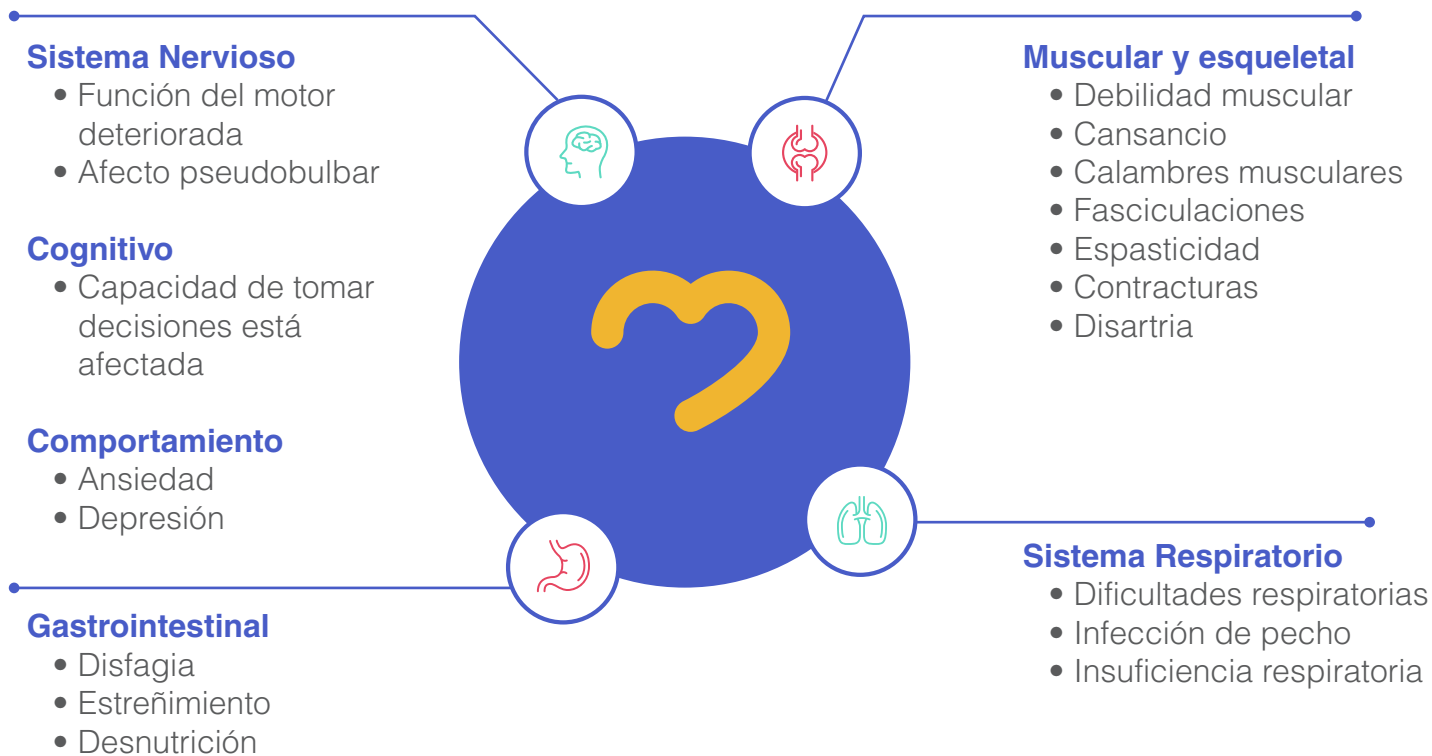 Sistema Nervioso
• Función del motor
deteriorada
• Afecto pseudobulbar
Cognitivo
• Capacidad de tomar
decisiones está
afectada
Comportamiento
• Ansiedad
• Depresión
Gastrointestinal
• Disfagia
• Estreñimiento
• Desnutrición
Muscular y esqueletal
• Debilidad muscular
• Cansancio
• Calambres musculares
• Fasciculaciones
• Espasticidad
• Contracturas
• Disartria
Sistema Respiratorio
• Dificultades respiratorias
• Infección de pecho
• Insuficiencia respiratoria